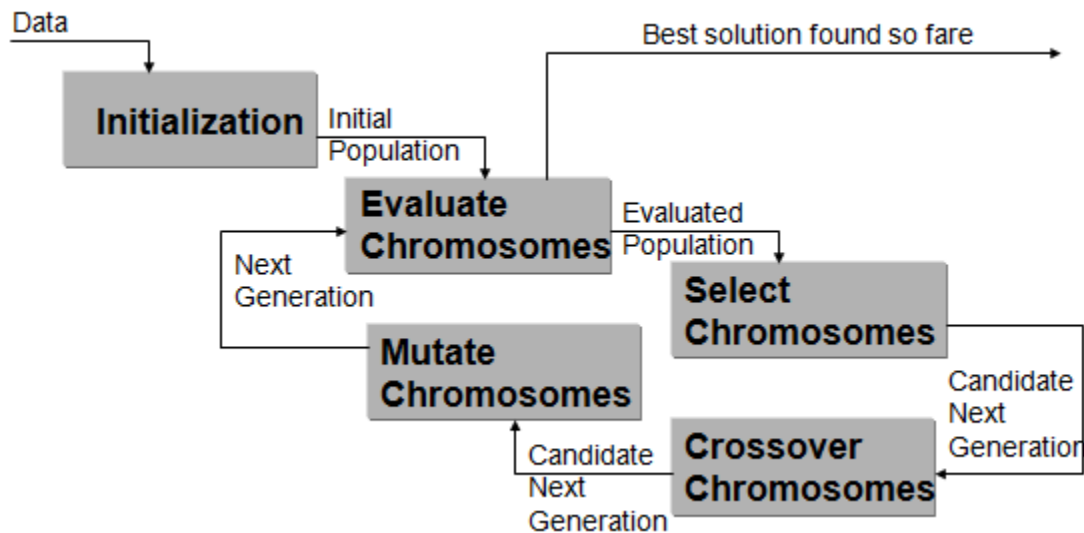 Data
Best solution found so fare
Initialization
Initial
Population
Evaluate
Chromosomes
Evaluated
Population
Next
Generation
Select
Chromosomes
Mutate
Chromosomes
Candidate
Next
Generation
Crossover
Chromosomes
Candidate
Next
Generation